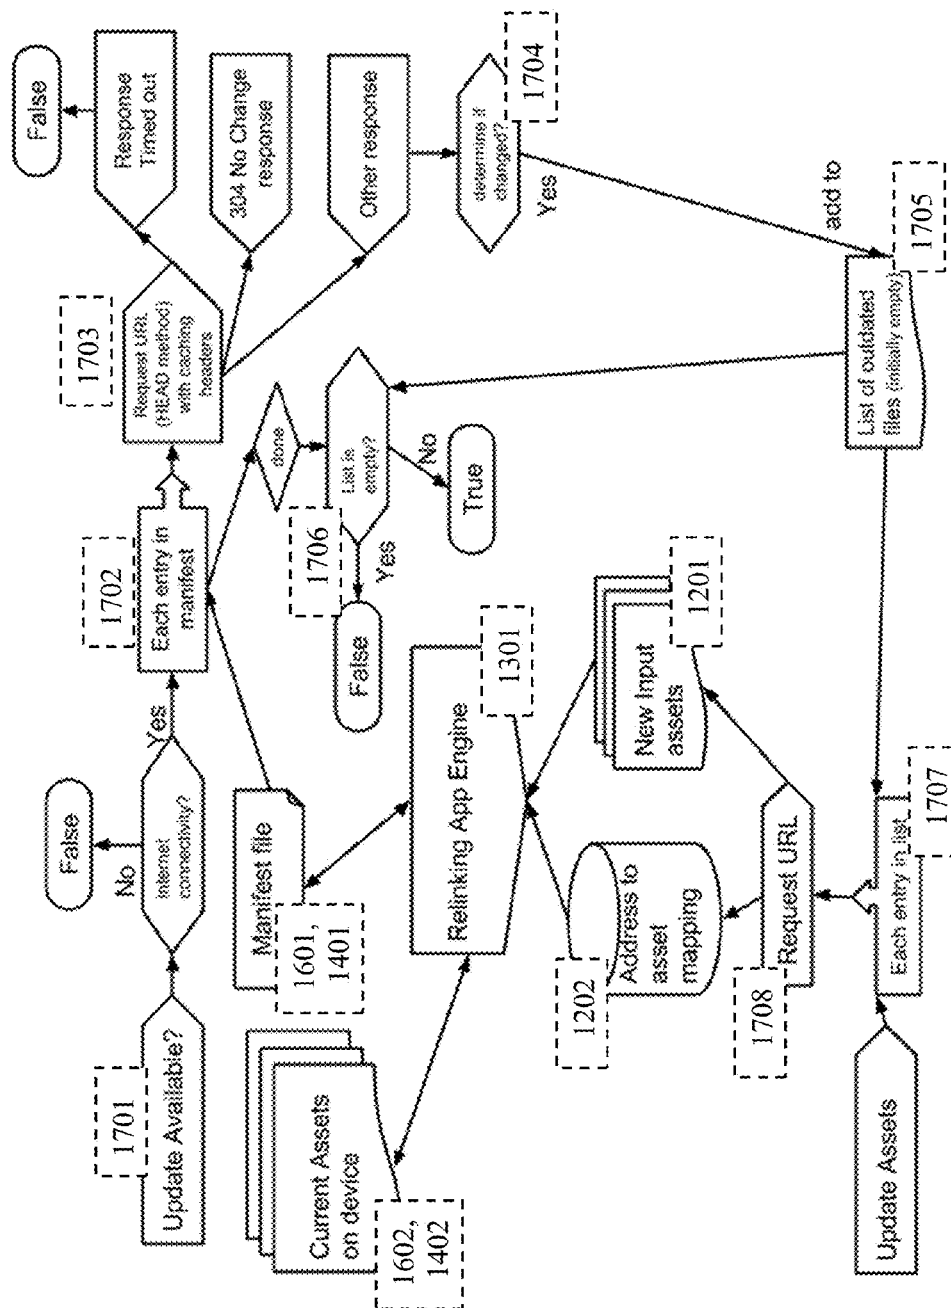 1701
Update Available?
False
No
Internet
connectivity?
Yes
1702
Each entry in
manifest
1703
Request URL
(HEAD method)
with caching
headers
False
Response
Timed out
304 No Change
response
Other response
1704
determine if
changed?
Yes
add to
1705
List of outdated
files (initially empty)
done
1706
List is
empty?
Yes
False
No
True
Manifest file
1601,
1401
Current Assets
on device
1602,
1402
Relinking App Engine
1301
1202
Address to
asset
mapping
1201
New Input
assets
1708
Request URL
1707
Each entry in list
Update Assets